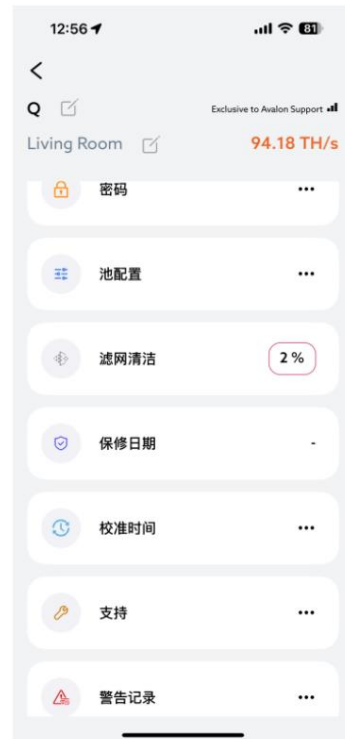 12:56
81
Q
Exclusive to Avalon Support
Living Room
94.18 TH/s
密码
•••
池配置
•••
滤网清洁
2 %
保修日期
-
校准时间
•••
支持
•••
警告记录
•••